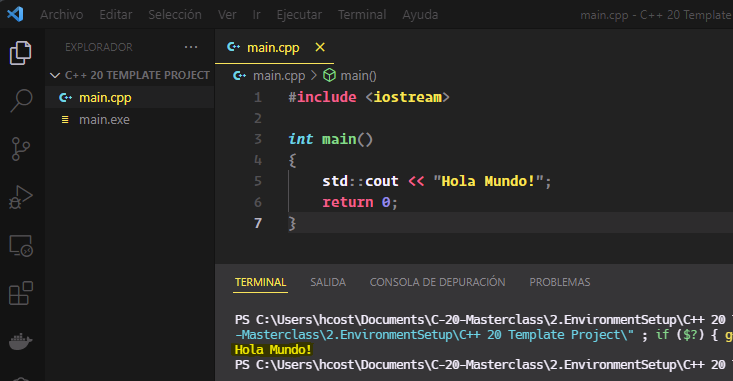 Archivo Editar Selección Ver Ir Ejecutar Terminal Ayuda main.cpp - C++ 20 Template
EXPLORADOR ···
C++ 20 TEMPLATE PROJECT
main.cpp
main.exe
main.cpp
main.cpp > main()
1 #include <iostream>
2
3 int main()
4 {
5 std::cout << "Hola Mundo!";
6 return 0;
7 }
TERMINAL SALIDA CONSOLA DE DEPURACIÓN PROBLEMAS
PS C:\Users\hcost\Documents\C-20-Masterclass\2.EnvironmentSetup\C++ 20 T
-Masterclass\2.EnvironmentSetup\C++ 20 Template Project\" ; if ($?) { g
Hola Mundo!
PS C:\Users\hcost\Documents\C-20-Masterclass\2.EnvironmentSetup\C++ 20 T